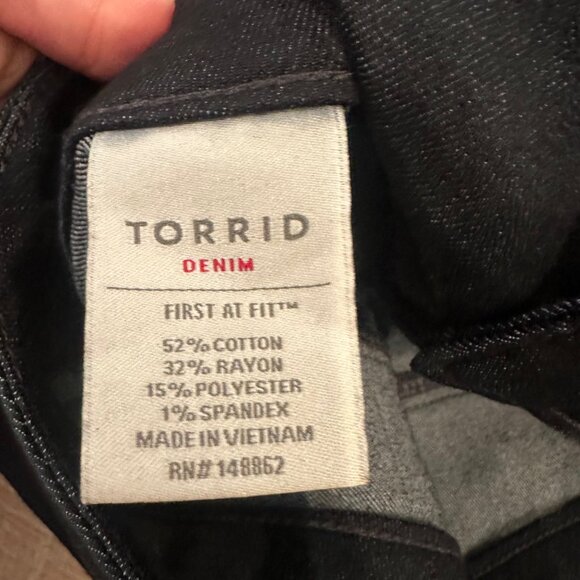 TORRID
DENIM
FIRST AT FIT™
52% COTTON
32% RAYON
15% POLYESTER
1% SPANDEX
MADE IN VIETNAM
RN# 148862